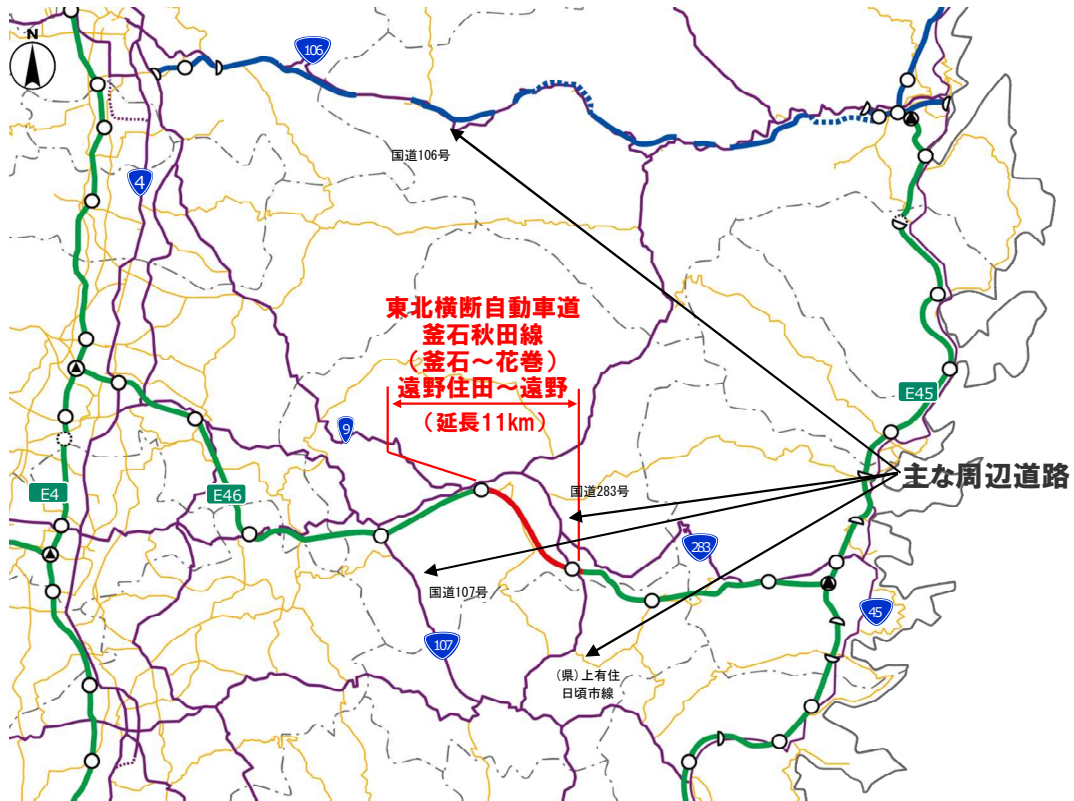 N
106
国道106号
4
東北横断自動車道
釜石秋田線
(釜石～花巻)
遠野住田～遠野
(延長11km)
E45
9
主な周辺道路
E4
E46
国道283号
283
国道107号
45
107
(県)上有住
日頃市線